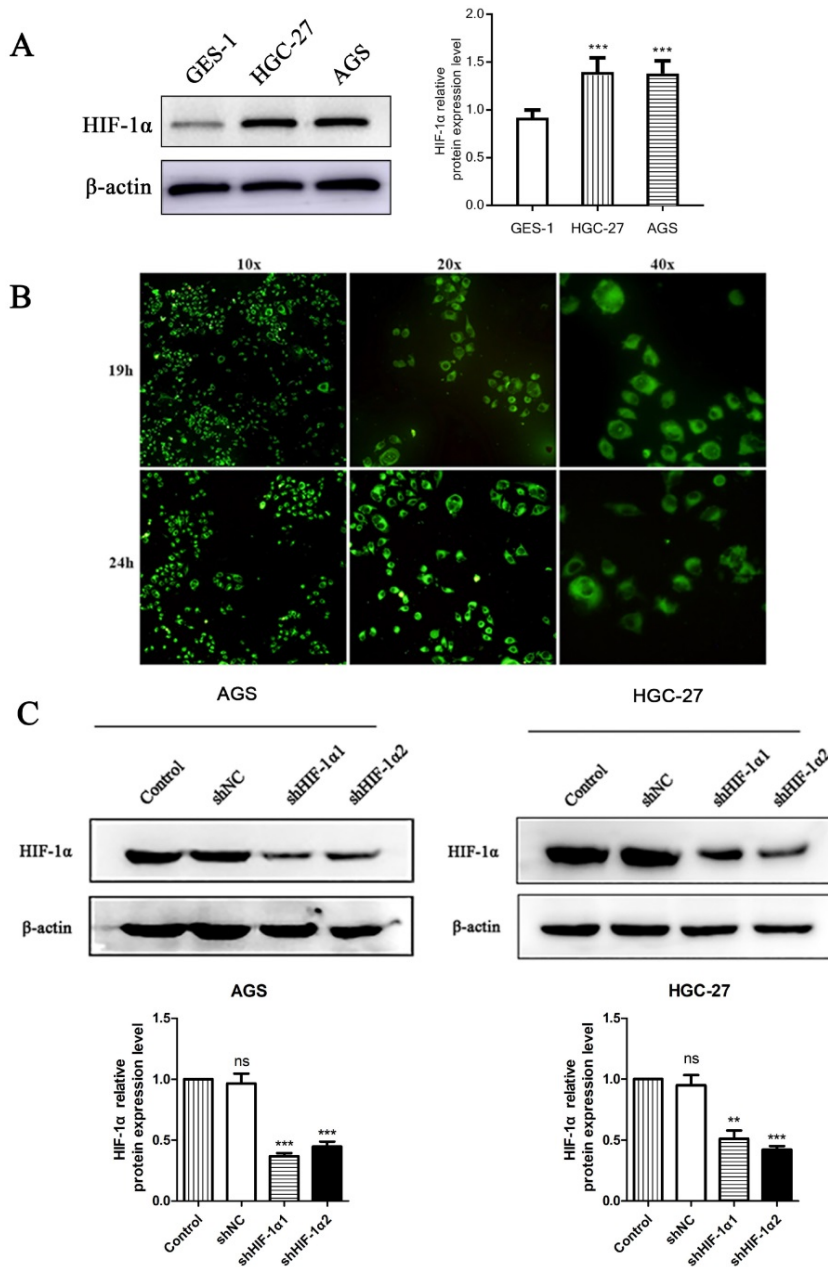 A
GES-1
HGC-27
AGS
HIF-1α
β-actin
HIF-1α relative
protein expression level
2.0
1.5
1.0
0.5
0.0
***
***
GES-1
HGC-27
AGS
B
10x
20x
40x
19h
24h
C
AGS
Control
shNC
shHIF-1α1
shHIF-1α2
HIF-1α
β-actin
HGC-27
Control
shNC
shHIF-1α1
shHIF-1α2
HIF-1α
β-actin
AGS
HIF-1α relative
protein expression level
1.5
1.0
0.5
0.0
ns
***
***
Control
shNC
shHIF-1α1
shHIF-1α2
HGC-27
HIF-1α relative
protein expression level
1.5
1.0
0.5
0.0
ns
**
***
Control
shNC
shHIF-1α1
shHIF-1α2